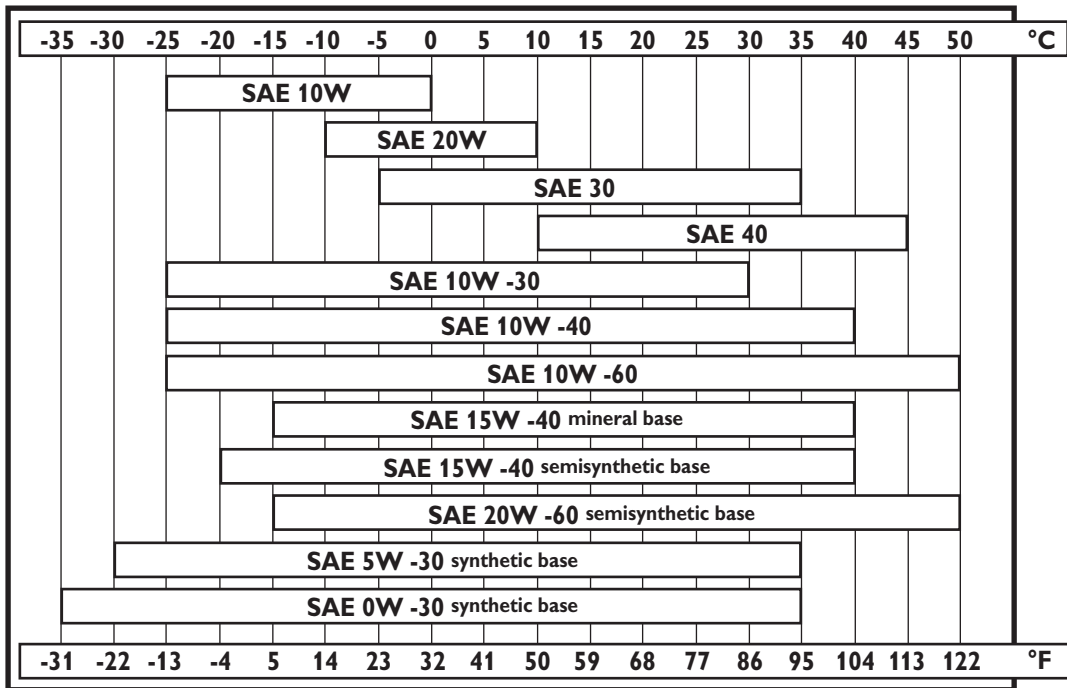 -35 -30 -25 -20 -15 -10 -5 0 5 10 15 20 25 30 35 40 45 50 °C
SAE 10W
SAE 20W
SAE 30
SAE 40
SAE 10W -30
SAE 10W -40
SAE 10W -60
SAE 15W -40 mineral base
SAE 15W -40 semisynthetic base
SAE 20W -60 semisynthetic base
SAE 5W -30 synthetic base
SAE 0W -30 synthetic base
-31 -22 -13 -4 5 14 23 32 41 50 59 68 77 86 95 104 113 122 °F